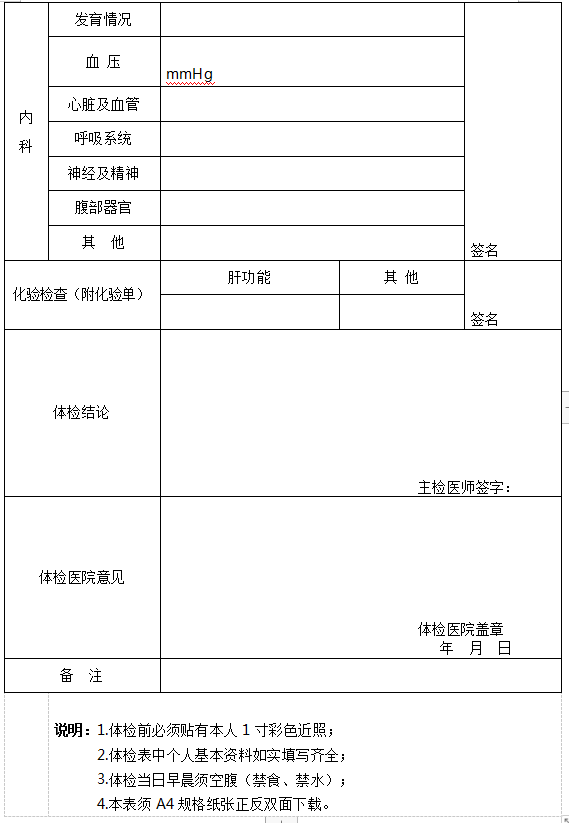 发育情况
血 压
mmHg
心脏及血管
内
科
呼吸系统
神经及精神
腹部器官
其 他
签名
化验检查（附化验单）
肝功能
其 他
签名
体检结论
主检医师签字：
体检医院意见
体检医院盖章
年 月 日
备 注
说明：1.体检前必须贴有本人 1 寸彩色近照；
2.体检表中个人基本资料如实填写齐全；
3.体检当日早晨须空腹（禁食、禁水）；
4.本表须 A4 规格纸张正反双面下载。